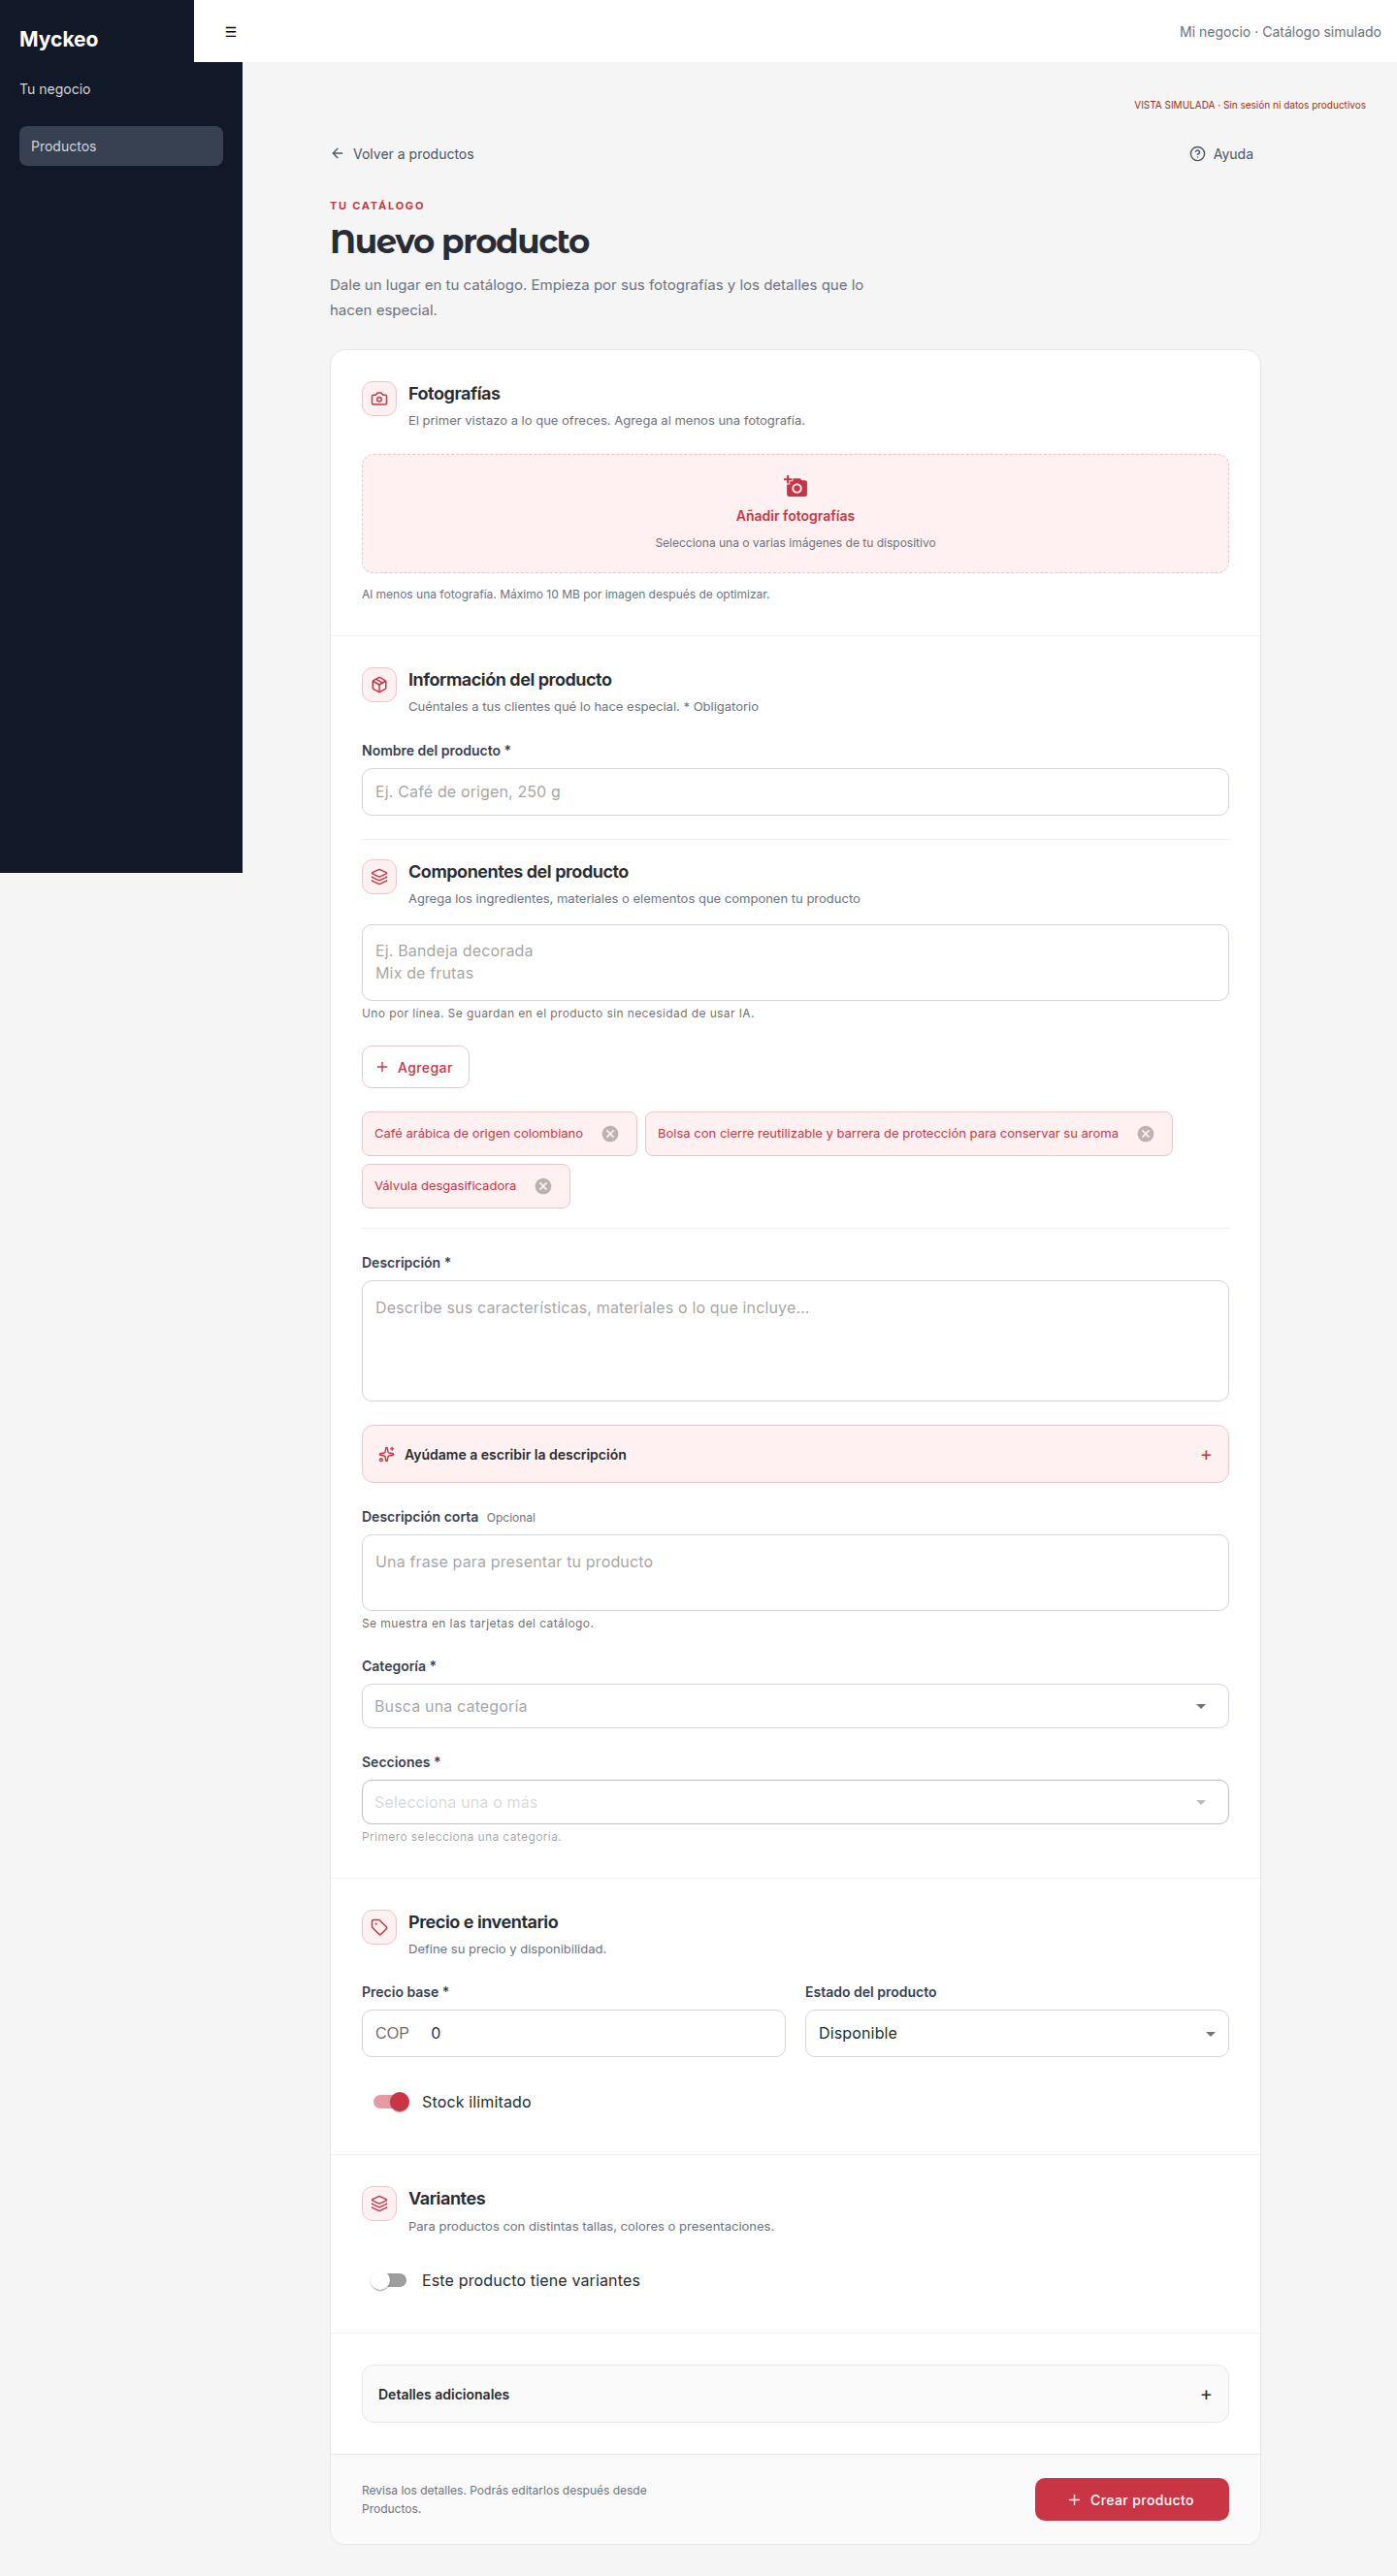 Myckeo
☰
Mi negocio · Catálogo simulado
Tu negocio
Productos
VISTA SIMULADA · Sin sesión ni datos productivos
Volver a productos
Ayuda
TU CATÁLOGO
Nuevo producto
Dale un lugar en tu catálogo. Empieza por sus fotografías y los detalles que lo
hacen especial.
Fotografías
El primer vistazo a lo que ofreces. Agrega al menos una fotografía.
Añadir fotografías
Selecciona una o varias imágenes de tu dispositivo
Al menos una fotografía. Máximo 10 MB por imagen después de optimizar.
Información del producto
Cuéntales a tus clientes qué lo hace especial. * Obligatorio
Nombre del producto *
Ej. Café de origen, 250 g
Componentes del producto
Agrega los ingredientes, materiales o elementos que componen tu producto
Ej. Bandeja decorada
Mix de frutas
Uno por línea. Se guardan en el producto sin necesidad de usar IA.
+ Agregar
Café arábica de origen colombiano
Bolsa con cierre reutilizable y barrera de protección para conservar su aroma
Válvula desgasificadora
Descripción *
Describe sus características, materiales o lo que incluye...
Ayúdame a escribir la descripción +
Descripción corta Opcional
Una frase para presentar tu producto
Se muestra en las tarjetas del catálogo.
Categoría *
Busca una categoría
Secciones *
Selecciona una o más
Primero selecciona una categoría.
Precio e inventario
Define su precio y disponibilidad.
Precio base *
Estado del producto
COP 0
Disponible
Stock ilimitado
Variantes
Para productos con distintas tallas, colores o presentaciones.
Este producto tiene variantes
Detalles adicionales +
Revisa los detalles. Podrás editarlos después desde
Productos.
+ Crear producto